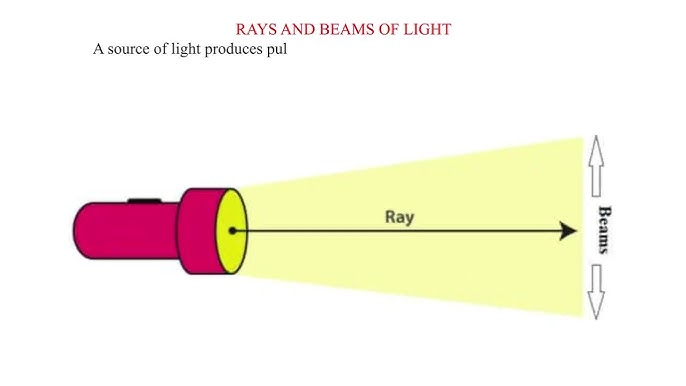 RAYS AND BEAMS OF LIGHT
A source of light produces pul
Ray
Beams